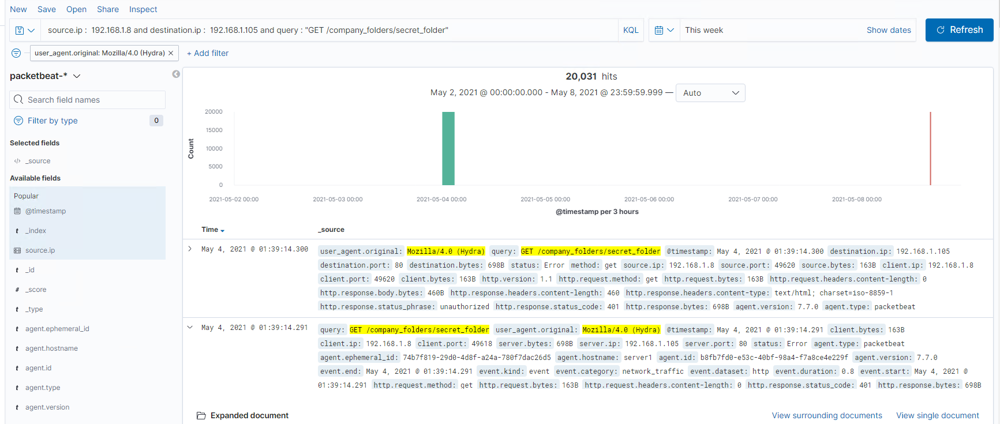 New Save Open Share Inspect
source.ip : 192.168.1.8 and destination.ip : 192.168.1.105 and query : "GET /company_folders/secret_folder" KQL This week Show dates Refresh
user_agent.original: Mozilla/4.0 (Hydra) × + Add filter
packetbeat-*
Search field names
Filter by type 0
Selected fields
</> _source
Available fields
Popular
@timestamp
t _index
source.ip
t _id
# _score
t _type
t agent.ephemeral_id
t agent.hostname
t agent.id
t agent.type
t agent.version
20,031 hits
May 2, 2021 @ 00:00:00.000 - May 8, 2021 @ 23:59:59.999 — Auto
20000
15000
10000
5000
0
Count
2021-05-02 00:00 2021-05-03 00:00 2021-05-04 00:00 2021-05-05 00:00 2021-05-06 00:00 2021-05-07 00:00 2021-05-08 00:00
@timestamp per 3 hours
Time _source
May 4, 2021 @ 01:39:14.300 user_agent.original: Mozilla/4.0 (Hydra) query: GET /company_folders/secret_folder @timestamp: May 4, 2021 @ 01:39:14.300 destination.ip: 192.168.1.105
destination.port: 80 destination.bytes: 698B status: Error method: get source.ip: 192.168.1.8 source.port: 49620 source.bytes: 163B client.ip: 192.168.1.8
client.port: 49620 client.bytes: 163B http.version: 1.1 http.request.method: get http.request.bytes: 163B http.request.headers.content-length: 0
http.response.body.bytes: 460B http.response.headers.content-length: 460 http.response.headers.content-type: text/html; charset=iso-8859-1
http.response.status_phrase: unauthorized http.response.status_code: 401 http.response.bytes: 698B agent.version: 7.7.0 agent.type: packetbeat
May 4, 2021 @ 01:39:14.291 query: GET /company_folders/secret_folder user_agent.original: Mozilla/4.0 (Hydra) @timestamp: May 4, 2021 @ 01:39:14.291 client.bytes: 163B
client.ip: 192.168.1.8 client.port: 49618 server.bytes: 698B server.ip: 192.168.1.105 server.port: 80 status: Error agent.type: packetbeat
agent.ephemeral_id: 74b7f819-29d0-4d8f-a24a-780f7dac26d5 agent.hostname: server1 agent.id: b8fb7fd0-e53c-40bf-98a4-f7a8ce4e229f agent.version: 7.7.0
event.end: May 4, 2021 @ 01:39:14.291 event.kind: event event.category: network_traffic event.dataset: http event.duration: 0.8 event.start: May 4, 2021 @
01:39:14.291 http.request.method: get http.request.bytes: 163B http.request.headers.content-length: 0 http.response.status_code: 401 http.response.bytes: 698B
Expanded document View surrounding documents View single document